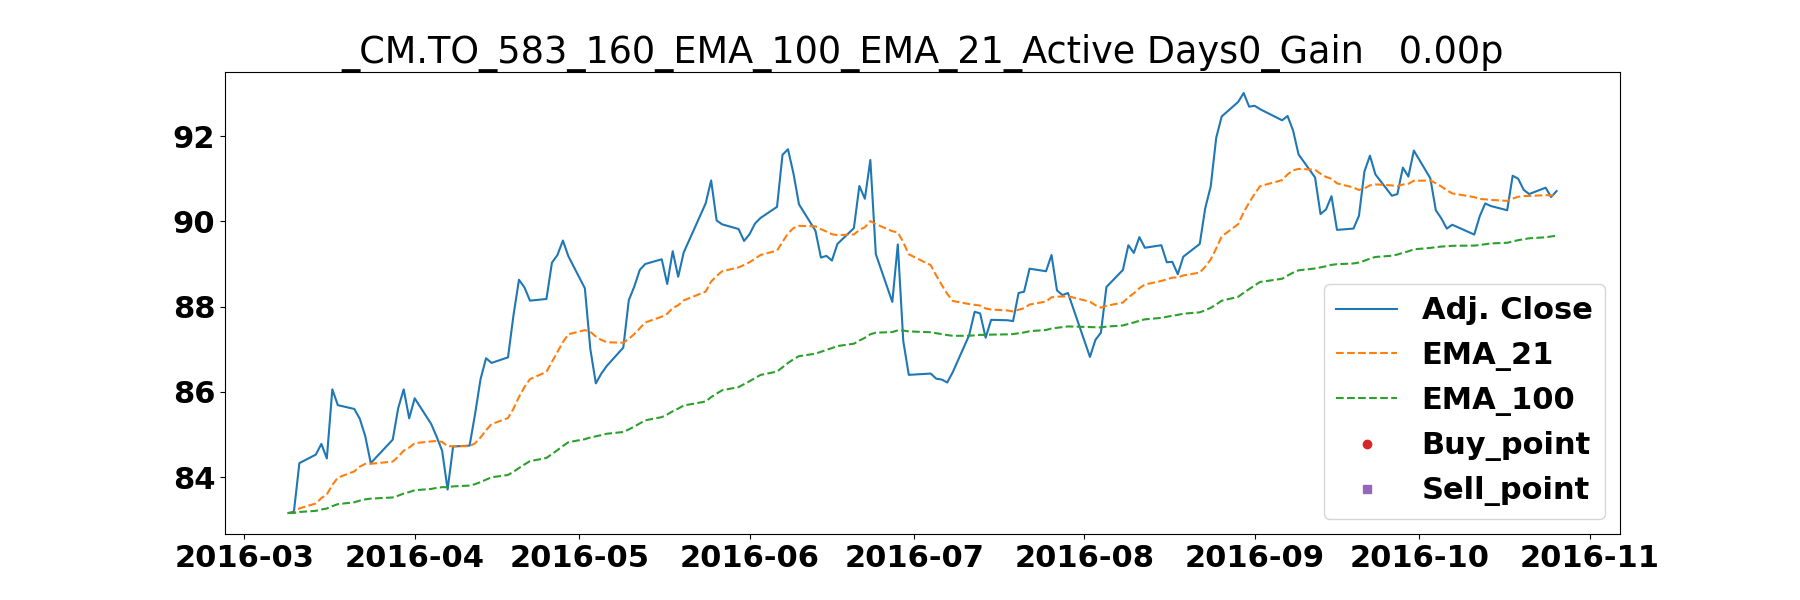 _CM.TO_583_160_EMA_100_EMA_21_Active Days0_Gain   0.00p
92
90
88
86
84
Adj. Close
EMA_21
EMA_100
Buy_point
Sell_point
2016-03 2016-04 2016-05 2016-06 2016-07 2016-08 2016-09 2016-10 2016-11